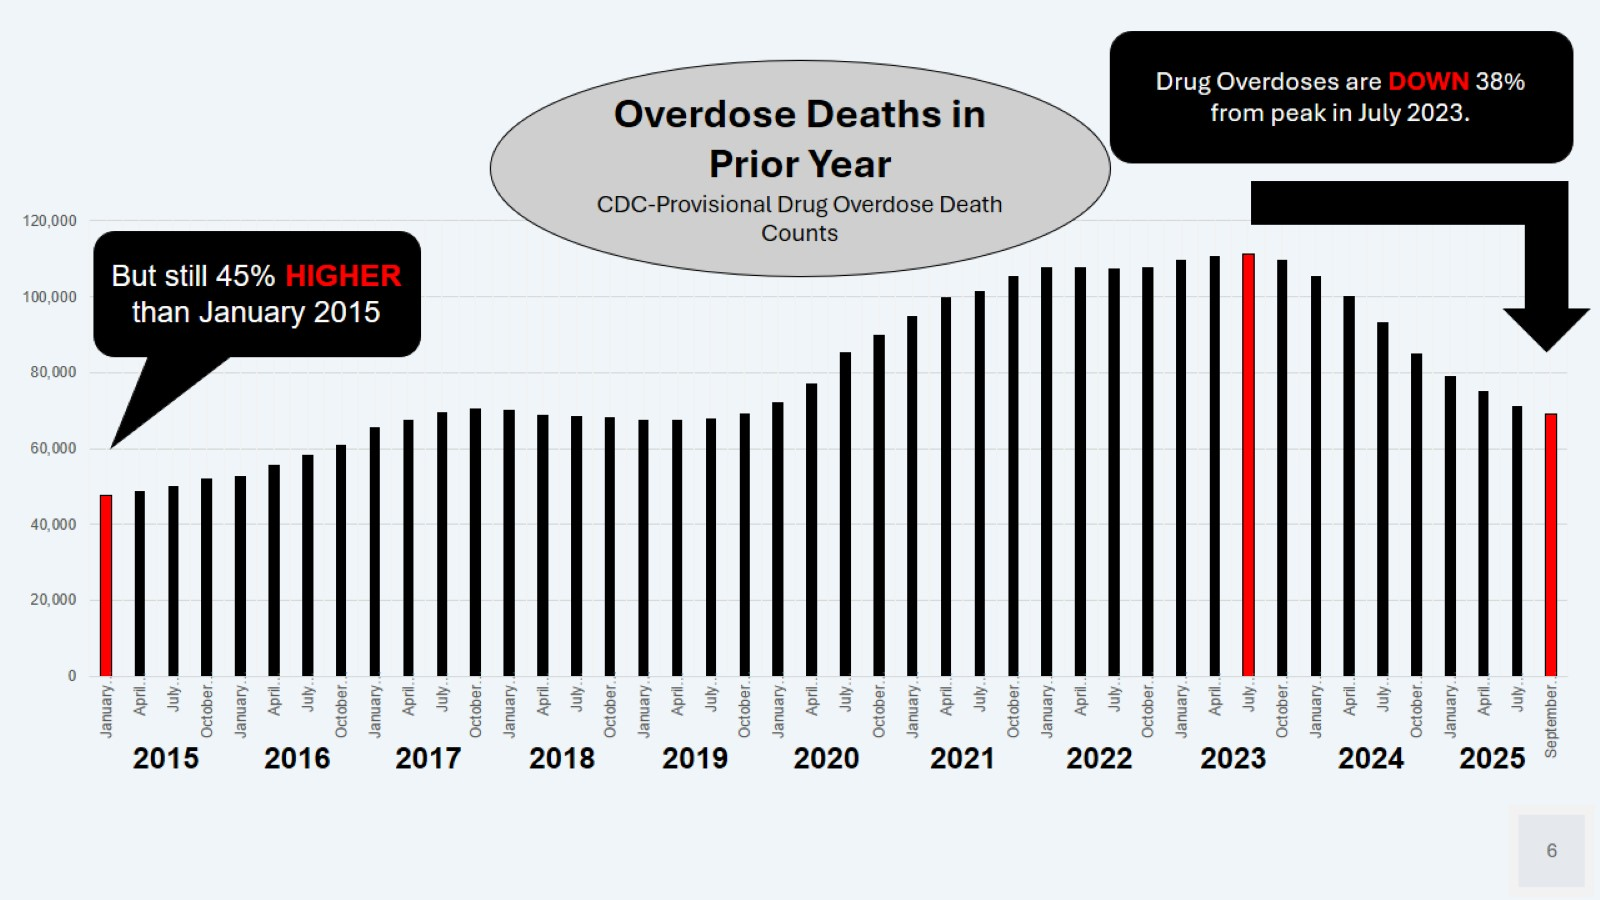 Drug Overdoses are DOWN 38%
from peak in July 2023.
Overdose Deaths in
Prior Year
CDC-Provisional Drug Overdose Death
Counts
But still 45% HIGHER
than January 2015
120,000
100,000
80,000
60,000
40,000
20,000
0
January...
April...
July...
October...
January...
April...
July...
October...
January...
April...
July...
October...
January...
April...
July...
October...
January...
April...
July...
October...
January...
April...
July...
October...
January...
April...
July...
October...
January...
April...
July...
October...
January...
April...
July...
October...
January...
April...
July...
October...
January...
April...
July...
September...
2015 2016 2017 2018 2019 2020 2021 2022 2023 2024 2025
6